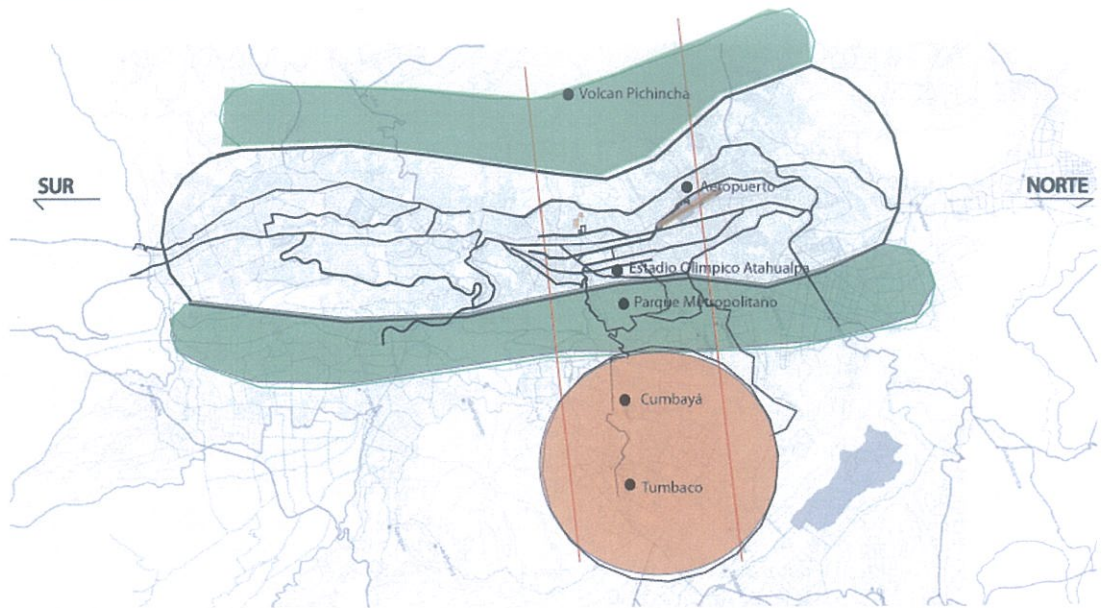 Volcan Pichincha
SUR
Aeropuerto
NORTE
Estadio Olimpico Atahualpa
Parque Metropolitano
Cumbayá
Tumbaco